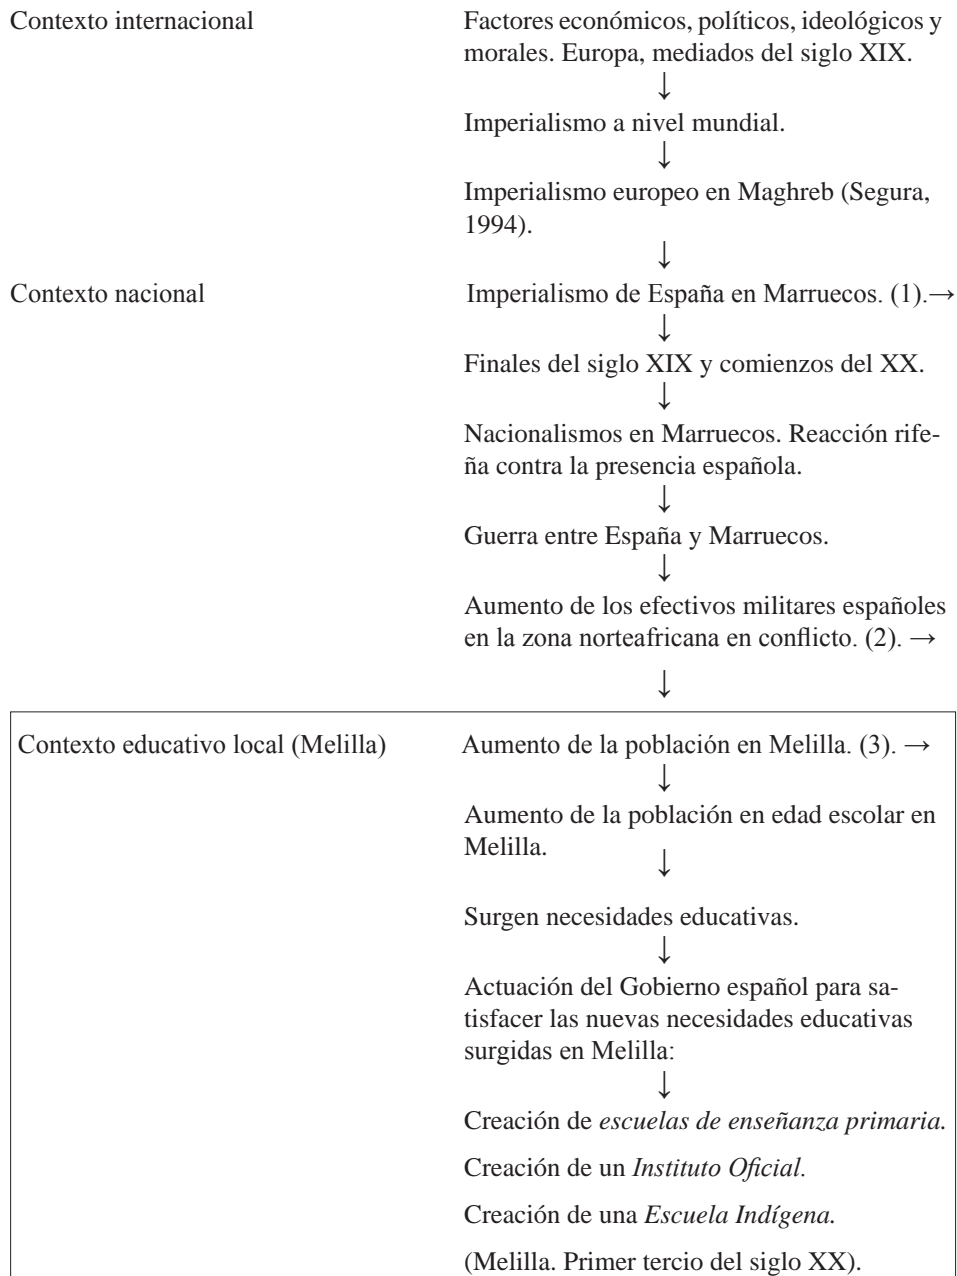 Contexto internacional
Factores económicos, políticos, ideológicos y
morales. Europa, mediados del siglo XIX.
↓
Imperialismo a nivel mundial.
↓
Imperialismo europeo en Maghreb (Segura,
1994).
↓
Contexto nacional
Imperialismo de España en Marruecos. (1).→
↓
Finales del siglo XIX y comienzos del XX.
↓
Nacionalismos en Marruecos. Reacción rife-
ña contra la presencia española.
↓
Guerra entre España y Marruecos.
↓
Aumento de los efectivos militares españoles
en la zona norteafricana en conflicto. (2). →
↓
Contexto educativo local (Melilla)
Aumento de la población en Melilla. (3). →
↓
Aumento de la población en edad escolar en
Melilla.
↓
Surgen necesidades educativas.
↓
Actuación del Gobierno español para sa-
tisfacer las nuevas necesidades educativas
surgidas en Melilla:
↓
Creación de escuelas de enseñanza primaria.
Creación de un Instituto Oficial.
Creación de una Escuela Indígena.
(Melilla. Primer tercio del siglo XX).